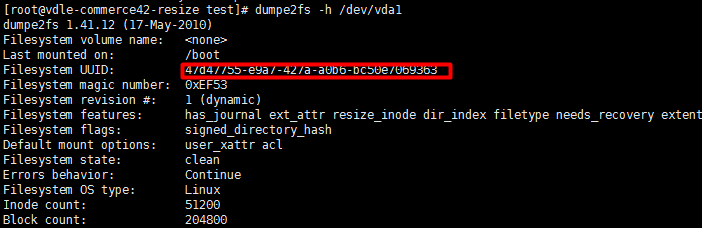 [root@vdle-commerce42-resize test]# dumpe2fs -h /dev/vda1
dumpe2fs 1.41.12 (17-May-2010)
Filesystem volume name: <none>
Last mounted on: /boot
Filesystem UUID: 47d47755-e9a7-427a-a0b6-bc50e7069363
Filesystem magic number: 0xEF53
Filesystem revision #: 1 (dynamic)
Filesystem features: has_journal ext_attr resize_inode dir_index filetype needs_recovery extent
Filesystem flags: signed_directory_hash
Default mount options: user_xattr acl
Filesystem state: clean
Errors behavior: Continue
Filesystem OS type: Linux
Inode count: 51200
Block count: 204800